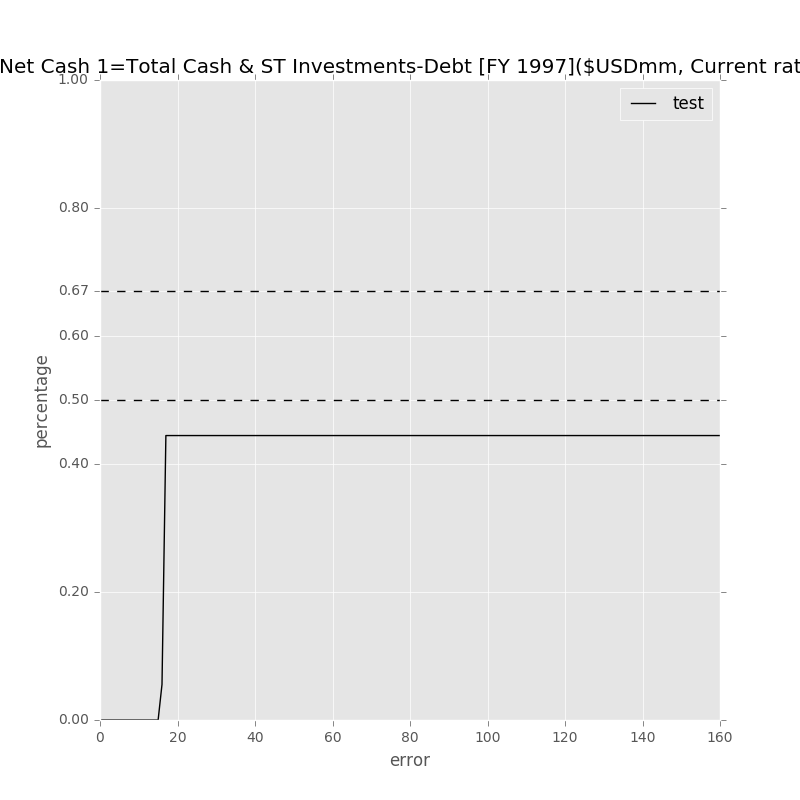 Net Cash 1=Total Cash & ST Investments-Debt [FY 1997]($USDmm, Current rat
test
1.00
0.80
0.67
0.60
0.50
0.40
0.20
0.00
percentage
0 20 40 60 80 100 120 140 160
error